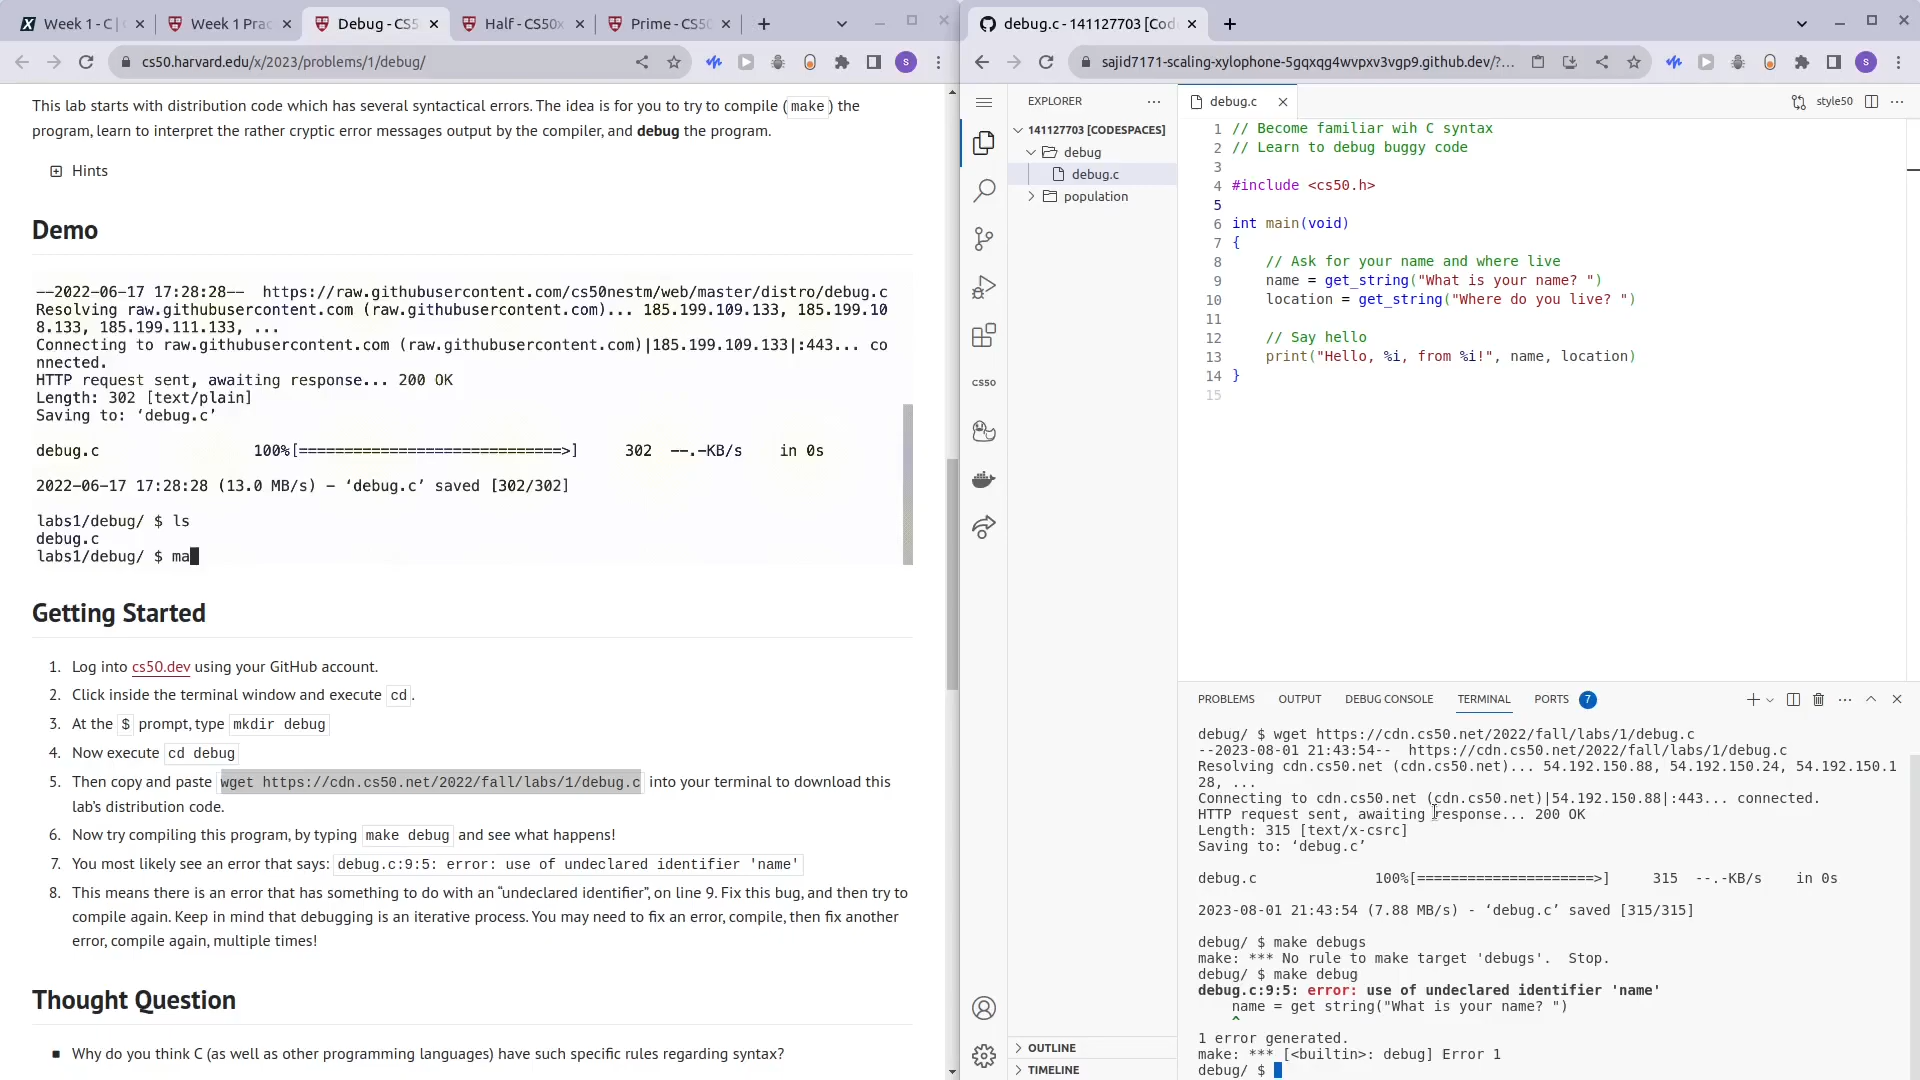 Week 1 - C | C
Week 1 Prac
Debug - CS5
Half - CS50x
Prime - CS50
cs50.harvard.edu/x/2023/problems/1/debug/
S
This lab starts with distribution code which has several syntactical errors. The idea is for you to try to compile ( make ) the
program, learn to interpret the rather cryptic error messages output by the compiler, and debug the program.
Hints
Demo
--2022-06-17 17:28:28-- https://raw.githubusercontent.com/cs50nestm/web/master/distro/debug.c
Resolving raw.githubusercontent.com (raw.githubusercontent.com)... 185.199.109.133, 185.199.10
8.133, 185.199.111.133, ...
Connecting to raw.githubusercontent.com (raw.githubusercontent.com)|185.199.109.133|:443... co
nnected.
HTTP request sent, awaiting response... 200 OK
Length: 302 [text/plain]
Saving to: ‘debug.c’
debug.c 100%[============================>] 302 --.-KB/s in 0s
2022-06-17 17:28:28 (13.0 MB/s) – ‘debug.c’ saved [302/302]
labs1/debug/ $ ls
debug.c
labs1/debug/ $ ma
Getting Started
1. Log into cs50.dev using your GitHub account.
2. Click inside the terminal window and execute cd .
3. At the $ prompt, type mkdir debug
4. Now execute cd debug
5. Then copy and paste wget https://cdn.cs50.net/2022/fall/labs/1/debug.c into your terminal to download this
lab’s distribution code.
6. Now try compiling this program, by typing make debug and see what happens!
7. You most likely see an error that says: debug.c:9:5: error: use of undeclared identifier 'name'
8. This means there is an error that has something to do with an “undeclared identifier”, on line 9. Fix this bug, and then try to
compile again. Keep in mind that debugging is an iterative process. You may need to fix an error, compile, then fix another
error, compile again, multiple times!
Thought Question
Why do you think C (as well as other programming languages) have such specific rules regarding syntax?
debug.c - 141127703 [Cod
sajid7171-scaling-xylophone-5gqxqg4wvpxv3vgp9.github.dev/?...
S
EXPLORER
141127703 [CODESPACES]
debug
debug.c
population
CS50
OUTLINE
TIMELINE
debug.c
style50
1 // Become familiar wih C syntax
2 // Learn to debug buggy code
3
4 #include <cs50.h>
5
6 int main(void)
7 {
8 // Ask for your name and where live
9 name = get_string("What is your name? ")
10 location = get_string("Where do you live? ")
11
12 // Say hello
13 print("Hello, %i, from %i!", name, location)
14 }
15
PROBLEMS OUTPUT DEBUG CONSOLE TERMINAL PORTS 7
debug/ $ wget https://cdn.cs50.net/2022/fall/labs/1/debug.c
--2023-08-01 21:43:54-- https://cdn.cs50.net/2022/fall/labs/1/debug.c
Resolving cdn.cs50.net (cdn.cs50.net)... 54.192.150.88, 54.192.150.24, 54.192.150.1
28, ...
Connecting to cdn.cs50.net (cdn.cs50.net)|54.192.150.88|:443... connected.
HTTP request sent, awaiting response... 200 OK
Length: 315 [text/x-csrc]
Saving to: ‘debug.c’
debug.c 100%[=====================>] 315 --.-KB/s in 0s
2023-08-01 21:43:54 (7.88 MB/s) - ‘debug.c’ saved [315/315]
debug/ $ make debugs
make: *** No rule to make target 'debugs'. Stop.
debug/ $ make debug
debug.c:9:5: error: use of undeclared identifier 'name'
name = get string("What is your name? ")
^
1 error generated.
make: *** [<builtin>: debug] Error 1
debug/ $